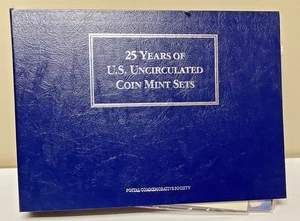 25 Years of
U.S. Uncirculated
Coin Mint Sets
Postal Commemorative Society